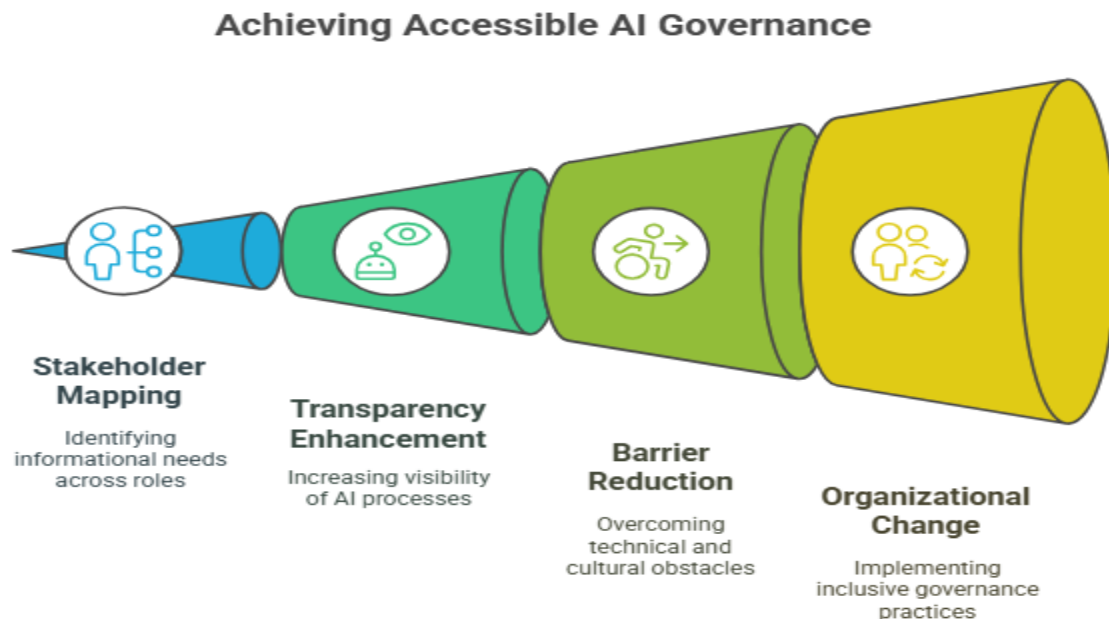 Achieving Accessible AI Governance
Stakeholder
Mapping
Identifying
informational needs
across roles
Transparency
Enhancement
Increasing visibility
of AI processes
Barrier
Reduction
Overcoming
technical and
cultural obstacles
Organizational
Change
Implementing
inclusive governance
practices